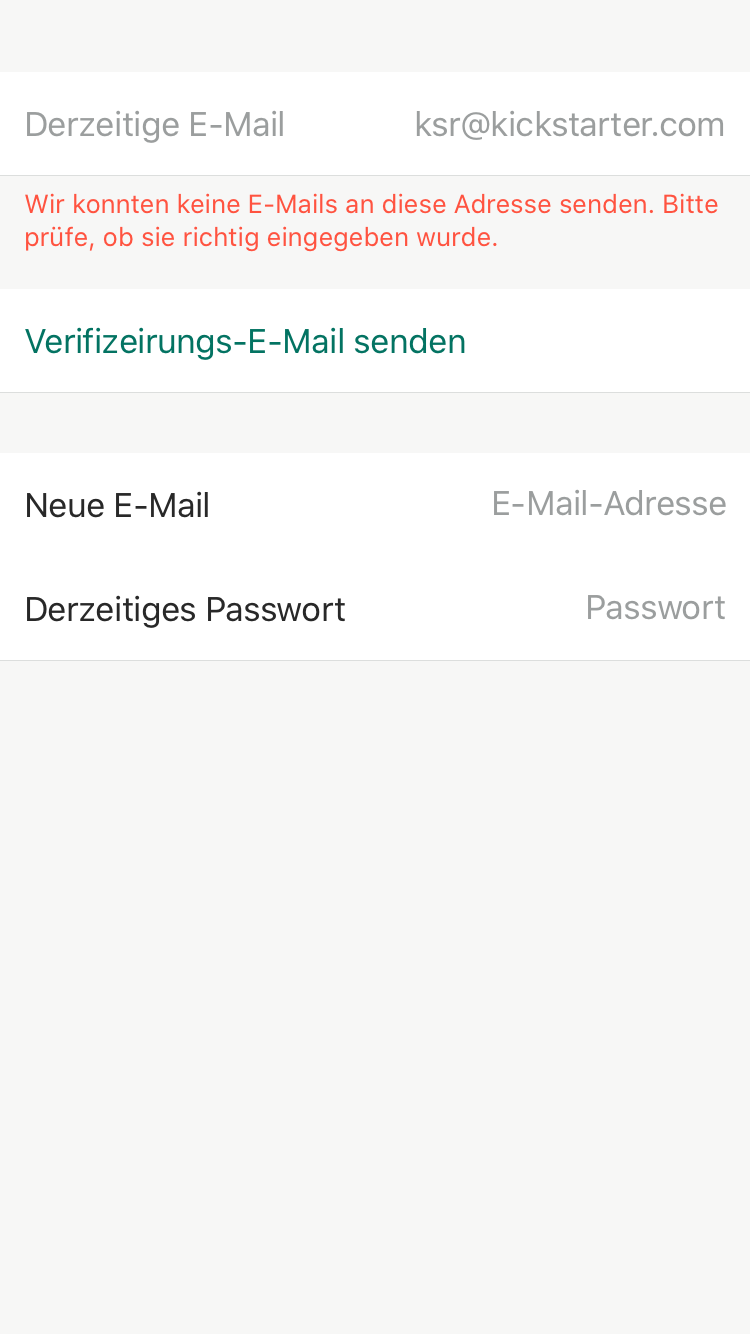 Derzeitige E-Mail ksr@kickstarter.com
Wir konnten keine E-Mails an diese Adresse senden. Bitte
prüfe, ob sie richtig eingegeben wurde.
Verifizeirungs-E-Mail senden
Neue E-Mail E-Mail-Adresse
Derzeitiges Passwort Passwort